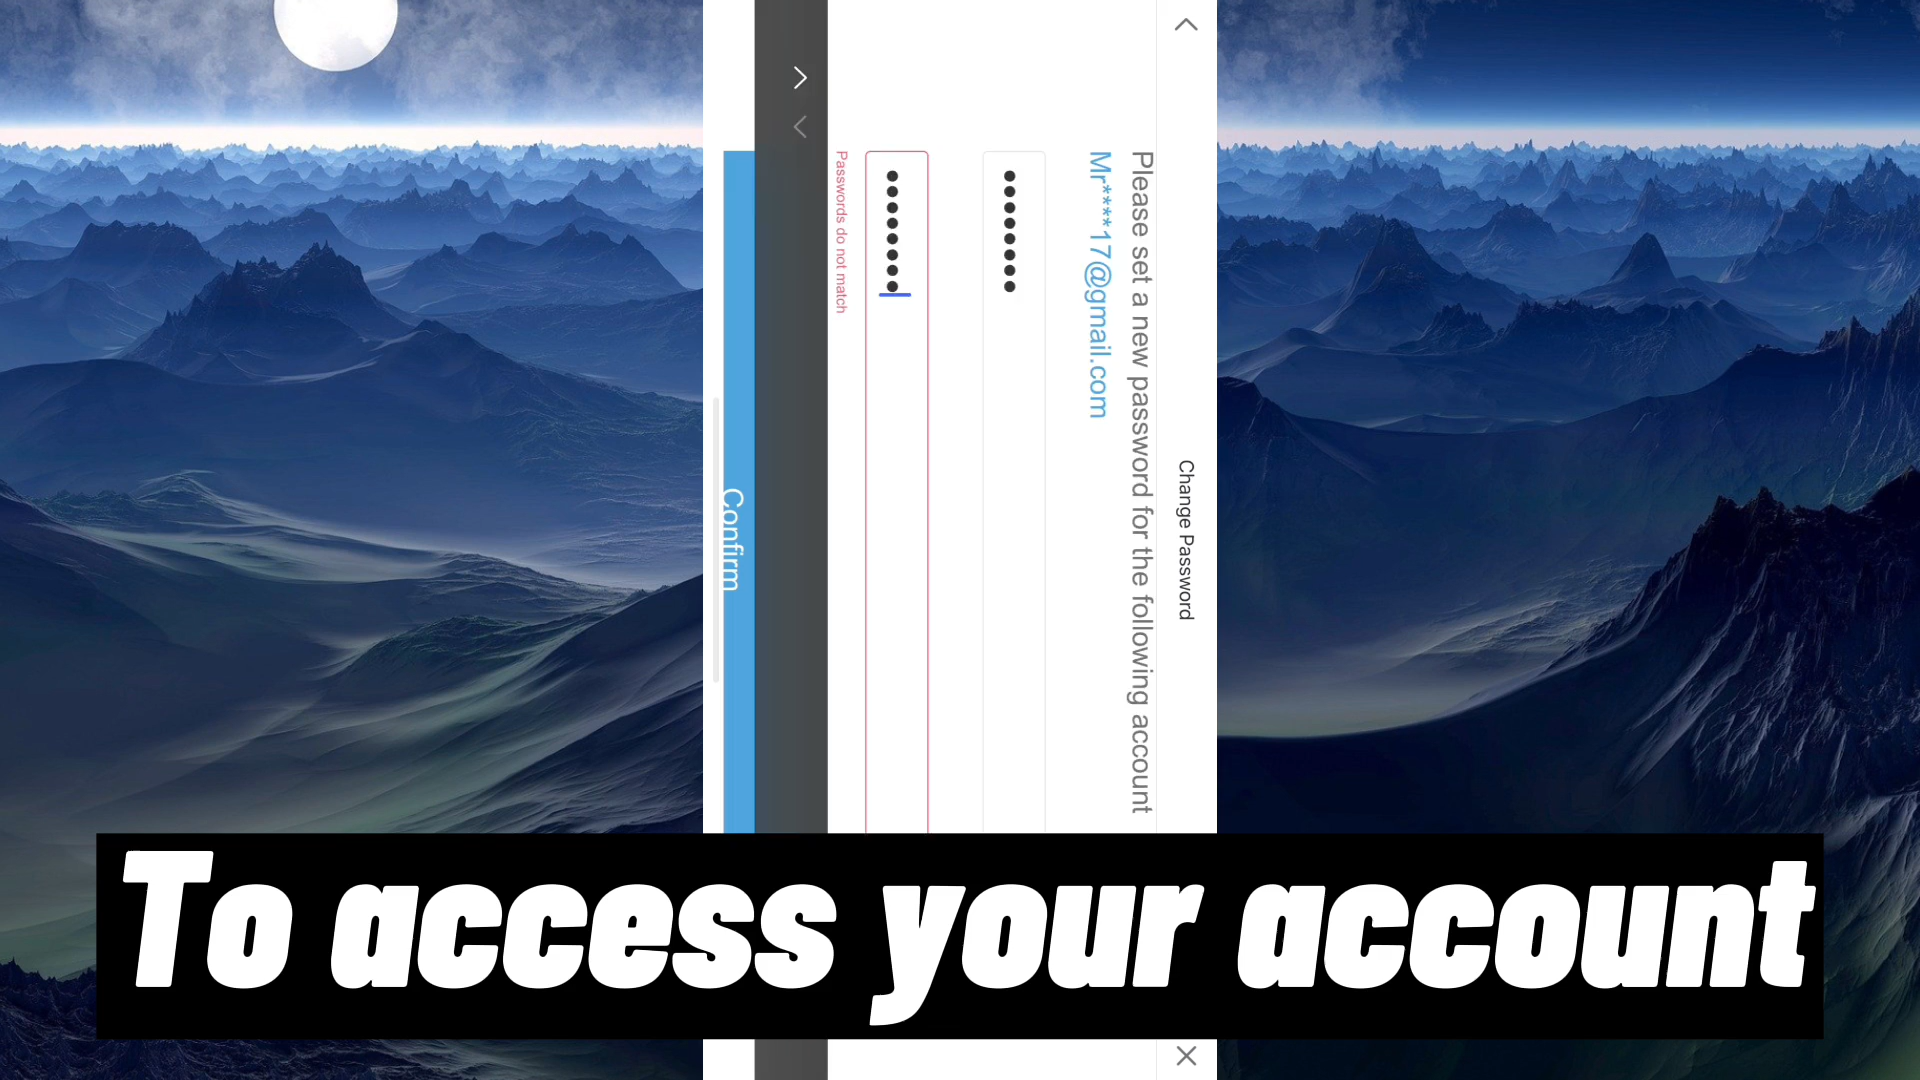 Change Password
Please set a new password for the following account
Mr****17@gmail.com
••••••••
••••••••
Passwords do not match
Confirm
To access your account